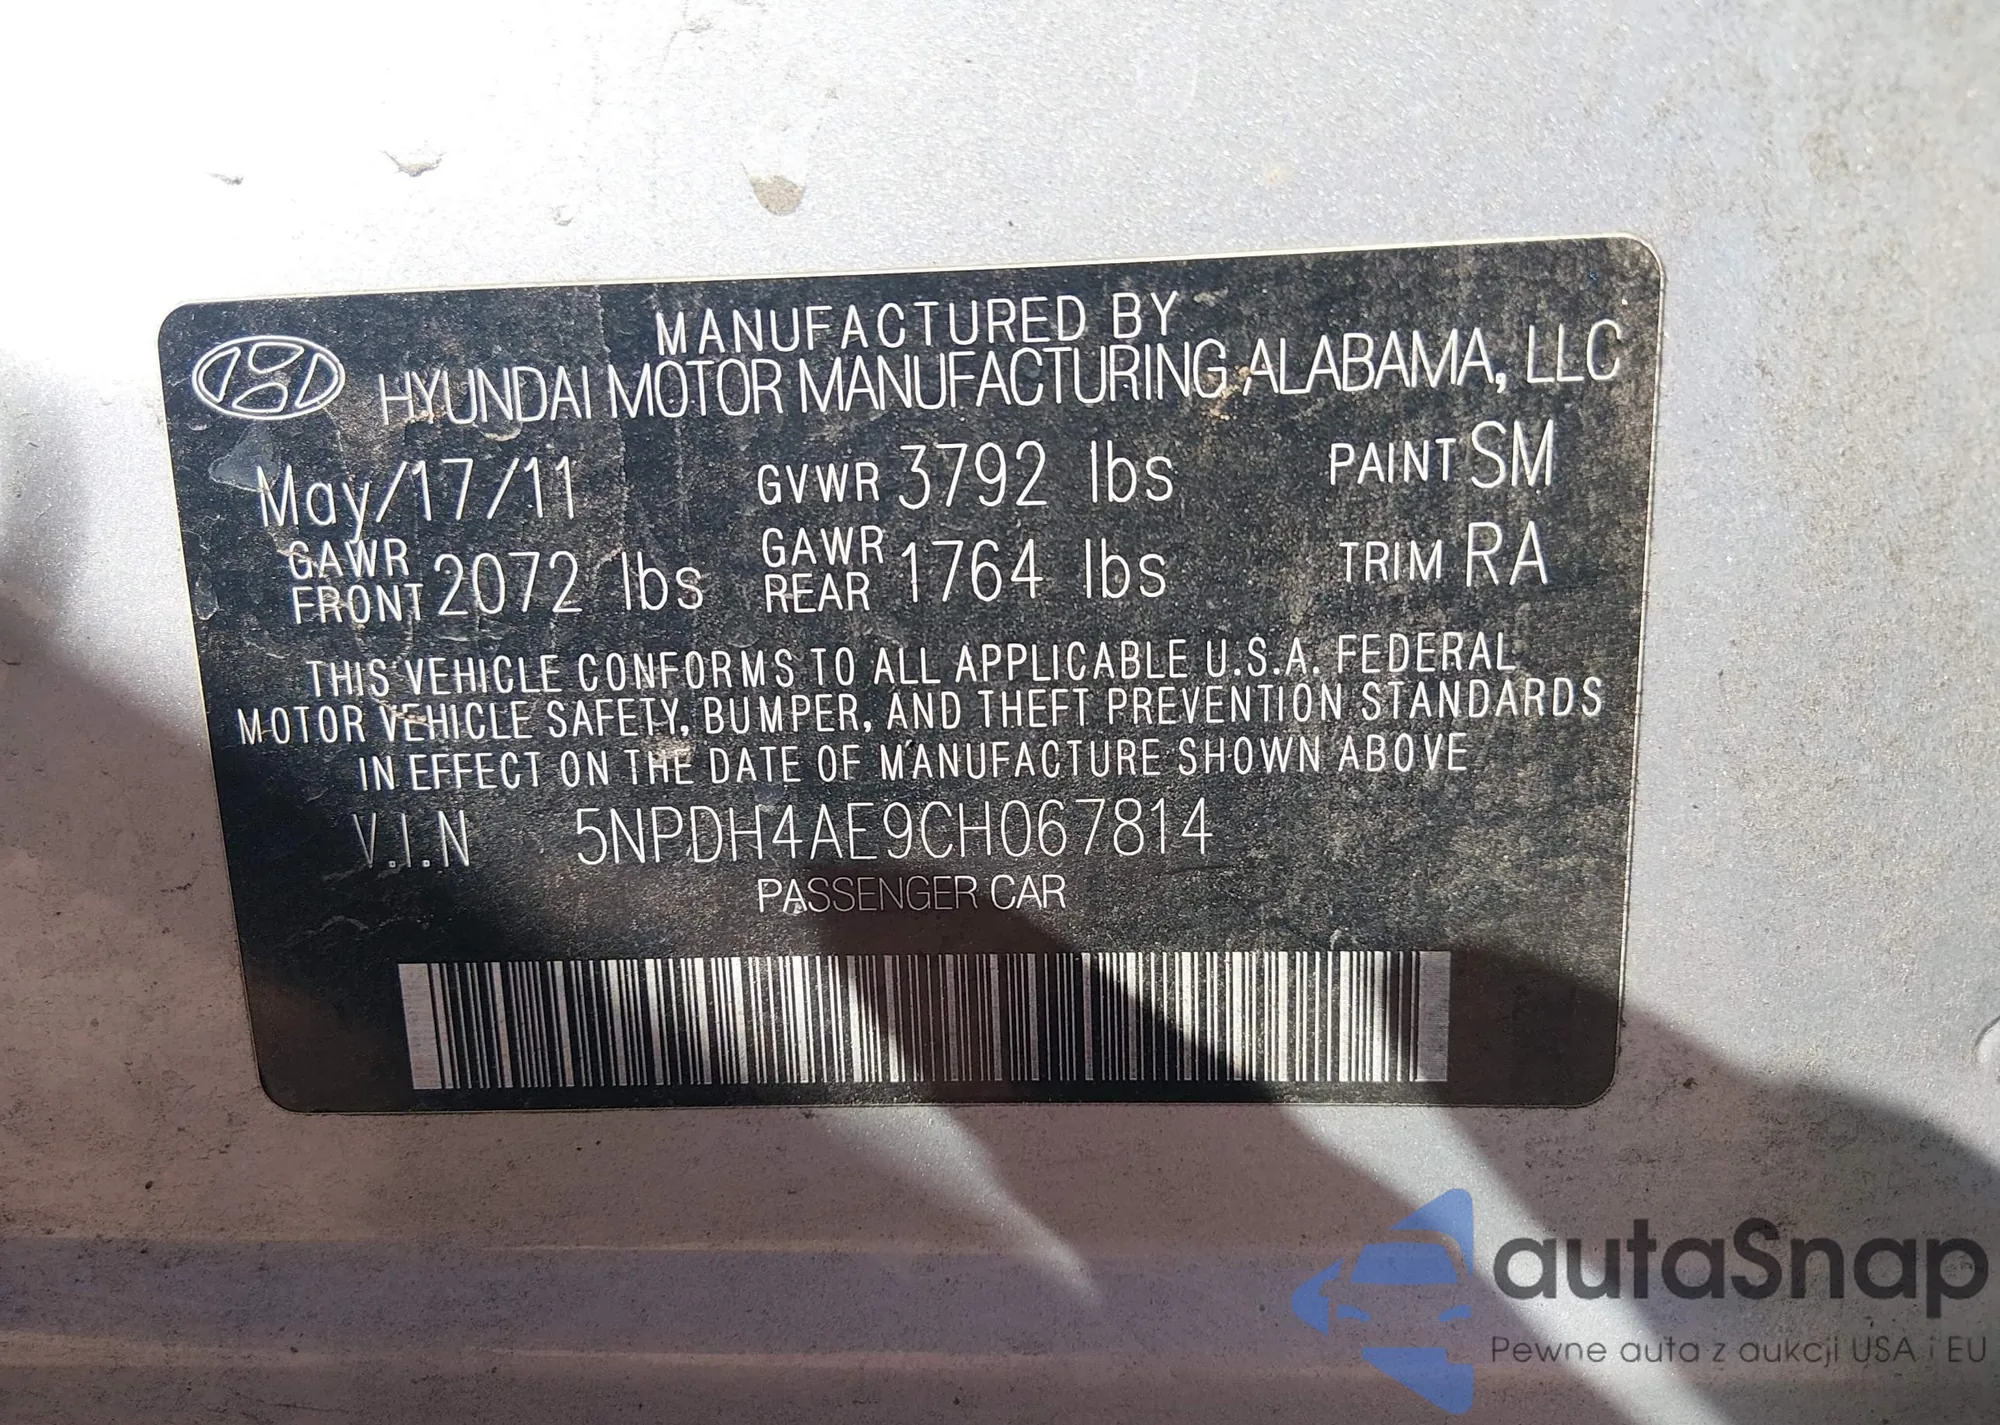 MANUFACTURED BY
HYUNDAI MOTOR MANUFACTURING ALABAMA, LLC
May/17/11 GVWR 3792 lbs PAINT SM
GAWR FRONT 2072 lbs GAWR REAR 1764 lbs TRIM RA
THIS VEHICLE CONFORMS TO ALL APPLICABLE U.S.A. FEDERAL
MOTOR VEHICLE SAFETY, BUMPER, AND THEFT PREVENTION STANDARDS
IN EFFECT ON THE DATE OF MANUFACTURE SHOWN ABOVE
V.I.N 5NPDH4AE9CH067814
PASSENGER CAR
autaSnap
Pewne auta z aukcji USA i EU